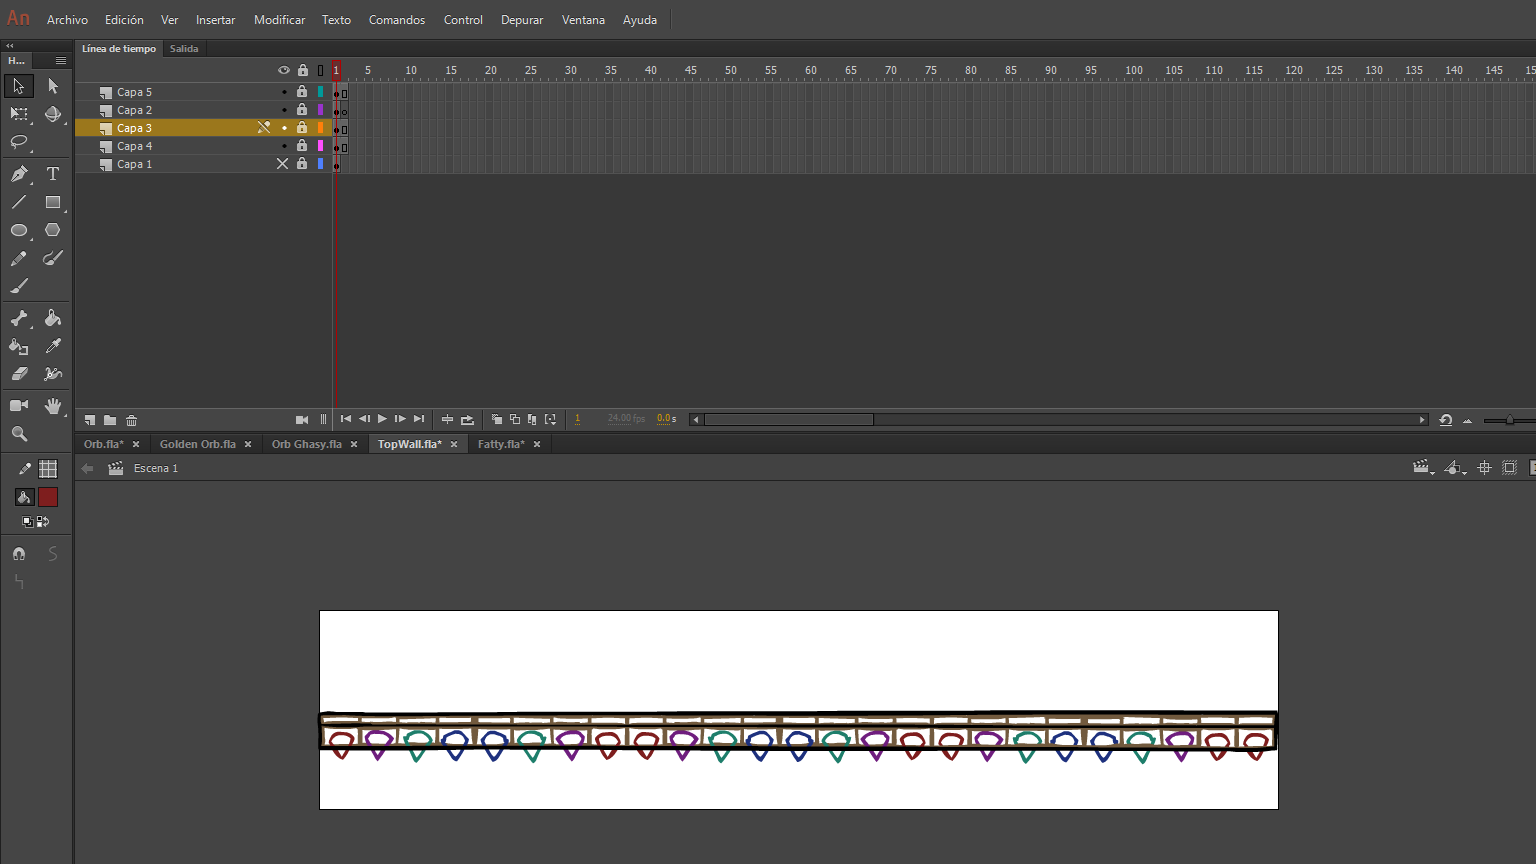 An Archivo Edición Ver Insertar Modificar Texto Comandos Control Depurar Ventana Ayuda
H... Línea de tiempo Salida
1 5 10 15 20 25 30 35 40 45 50 55 60 65 70 75 80 85 90 95 100 105 110 115 120 125 130 135 140 145 15
Capa 5
Capa 2
Capa 3
Capa 4
Capa 1
1 24.00 fps 0.0 s
Orb.fla* Golden Orb.fla Orb Ghasy.fla TopWall.fla* Fatty.fla*
Escena 1